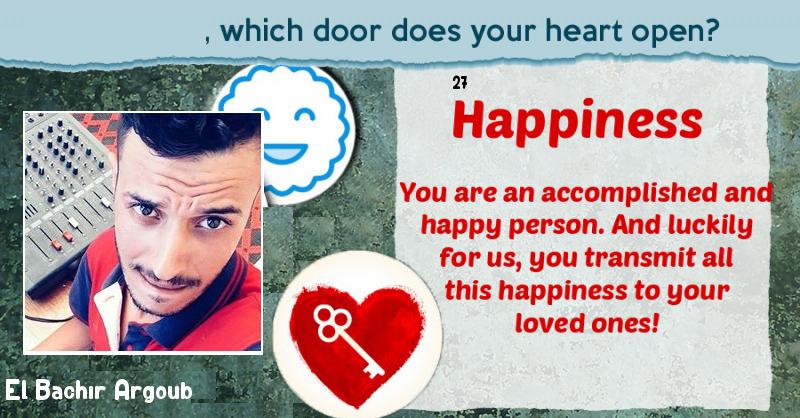 , which door does your heart open?
27
Happiness
You are an accomplished and
happy person. And luckily
for us, you transmit all
this happiness to your
loved ones!
El Bachir Argoub